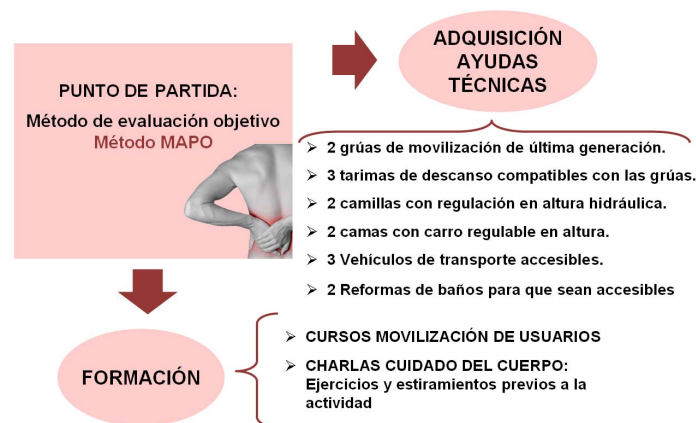 PUNTO DE PARTIDA:
Método de evaluación objetivo
Método MAPO
ADQUISICIÓN
AYUDAS
TÉCNICAS
➤ 2 grúas de movilización de última generación.
➤ 3 tarimas de descanso compatibles con las grúas.
➤ 2 camillas con regulación en altura hidráulica.
➤ 2 camas con carro regulable en altura.
➤ 3 Vehículos de transporte accesibles.
➤ 2 Reformas de baños para que sean accesibles
FORMACIÓN
➤ CURSOS MOVILIZACIÓN DE USUARIOS
➤ CHARLAS CUIDADO DEL CUERPO:
Ejercicios y estiramientos previos a la
actividad